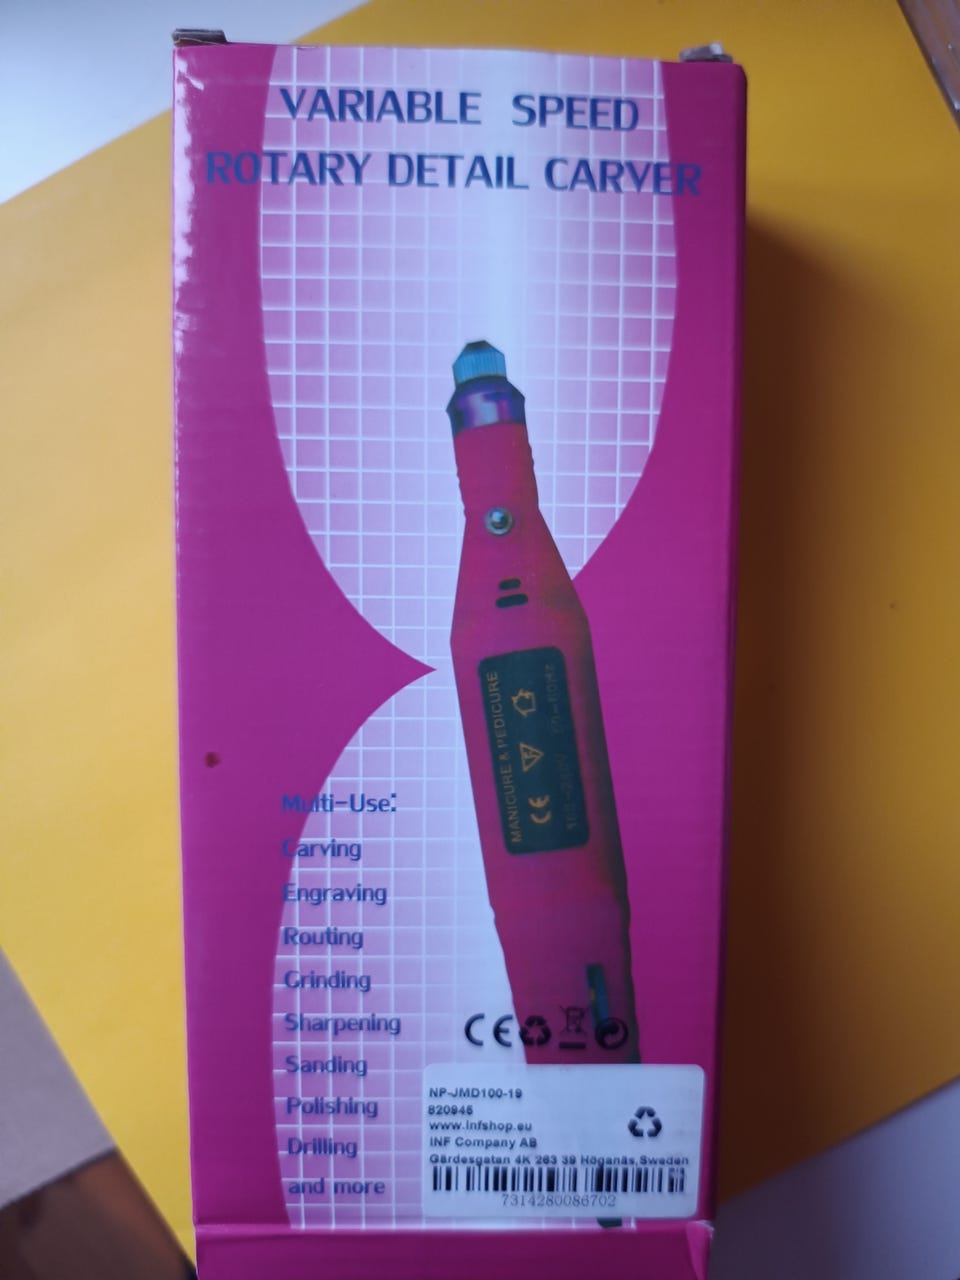 VARIABLE SPEED
ROTARY DETAIL CARVER
MANICURE & PEDICURE
CE
Multi-Use:
Carving
Engraving
Routing
Grinding
Sharpening
Sanding
Polishing
Drilling
and more
CE
NP-JMD100-19
820945
www.infshop.eu
INF Company AB
Gärdesgatan 4K 263 39 Höganäs,Sweden
7314280086702